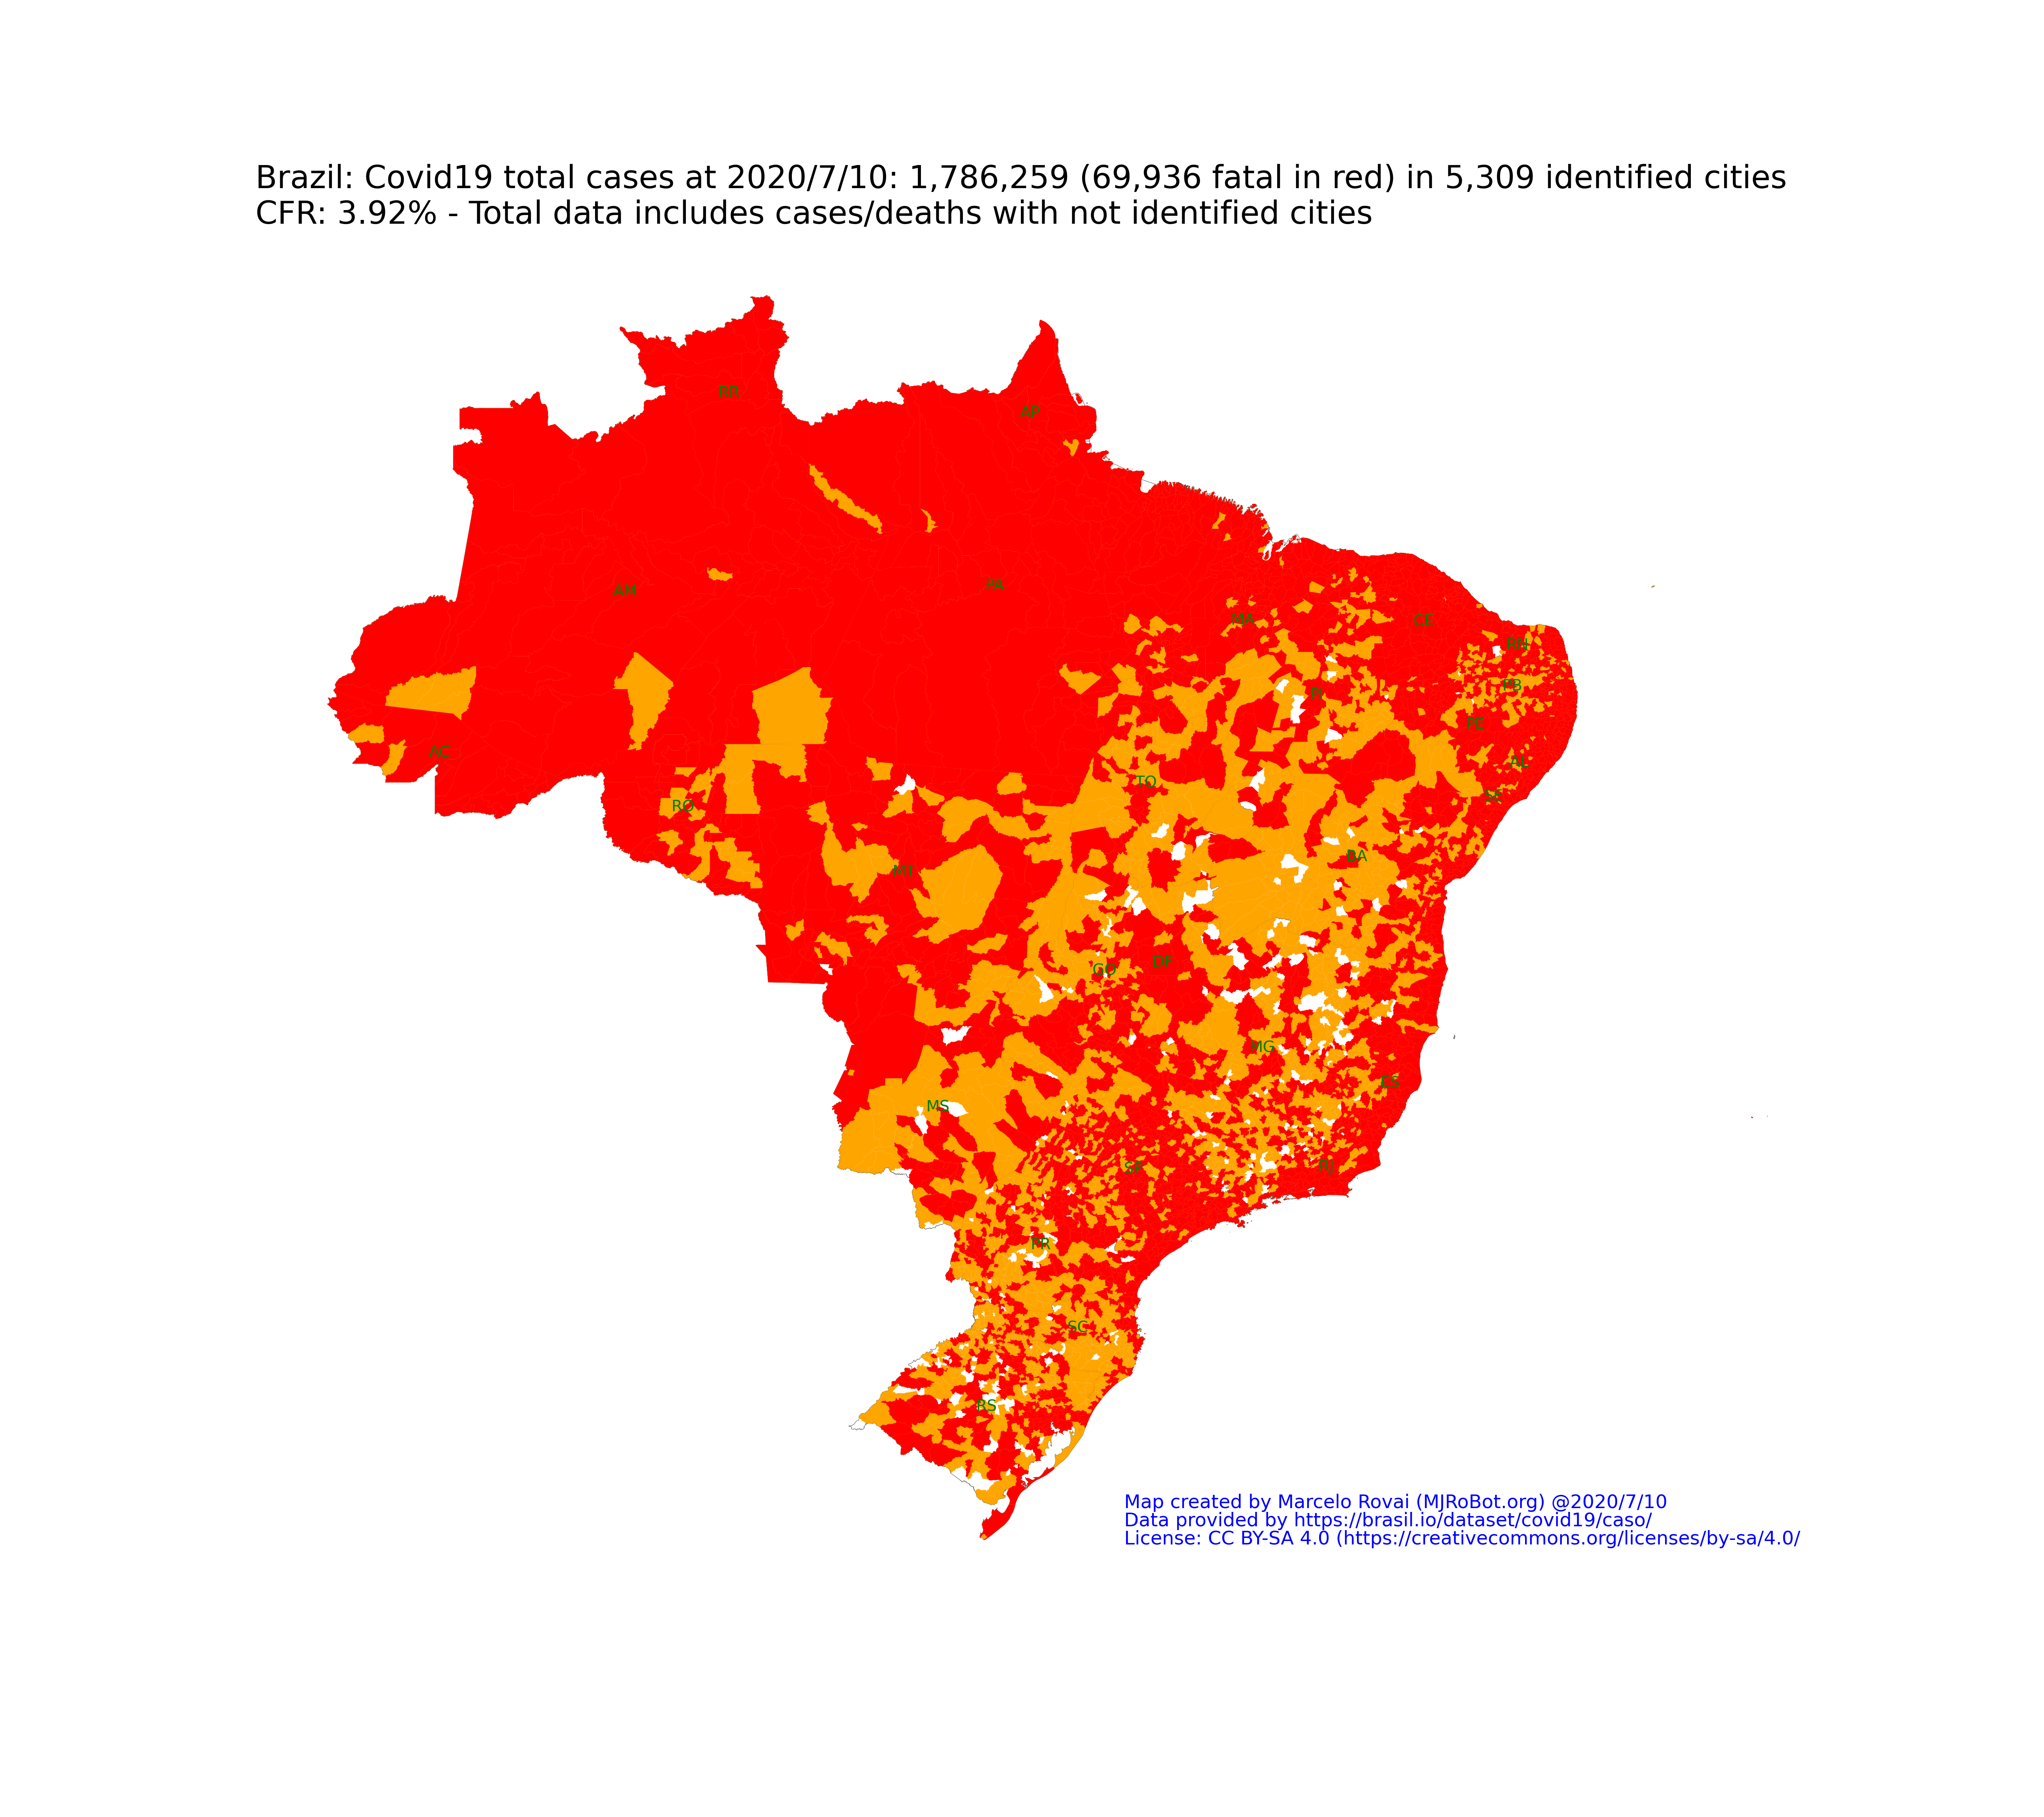 Brazil: Covid19 total cases at 2020/7/10: 1,786,259 (69,936 fatal in red) in 5,309 identified cities
CFR: 3.92% - Total data includes cases/deaths with not identified cities
RR
AP
AM
PA
MA
CE
RN
PI
PB
PE
AC
AL
TO
SE
RO
BA
MT
DF
GO
MG
ES
MS
SP
RJ
PR
SC
RS
Map created by Marcelo Rovai (MJRoBot.org) @2020/7/10
Data provided by https://brasil.io/dataset/covid19/caso/
License: CC BY-SA 4.0 (https://creativecommons.org/licenses/by-sa/4.0/